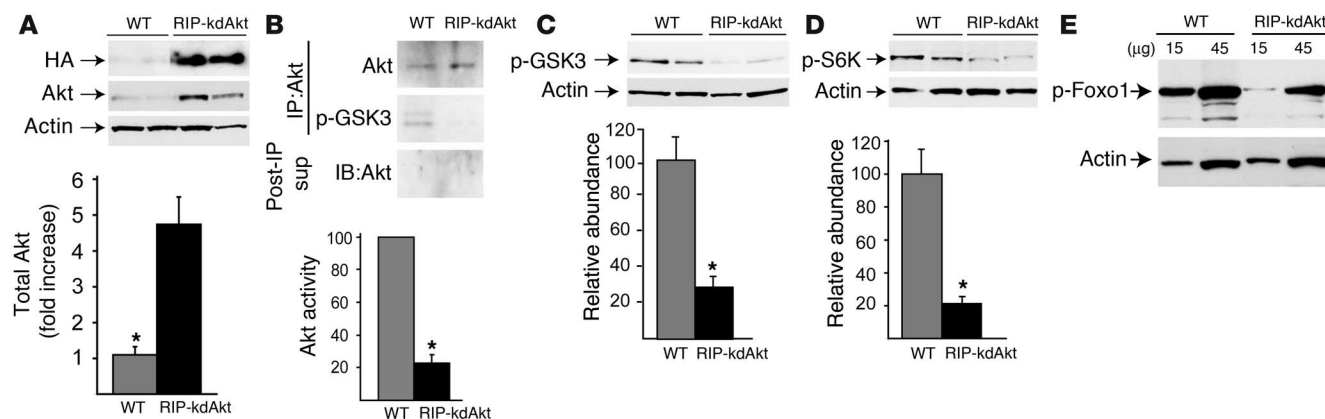 A
WT RIP-kdAkt
HA
Akt
Actin
Total Akt
(fold increase)
6
5
4
3
2
1
*
WT RIP-kdAkt
B
WT RIP-kdAkt
IP:Akt
Akt
p-GSK3
Post-IP
sup
IB:Akt
Akt activity
100
80
60
40
20
*
WT RIP-kdAkt
C
WT RIP-kdAkt
p-GSK3
Actin
Relative abundance
120
100
80
60
40
20
*
WT RIP-kdAkt
D
WT RIP-kdAkt
p-S6K
Actin
Relative abundance
120
100
80
60
40
20
*
WT RIP-kdAkt
E
WT RIP-kdAkt
(μg) 15 45 15 45
p-Foxo1
Actin